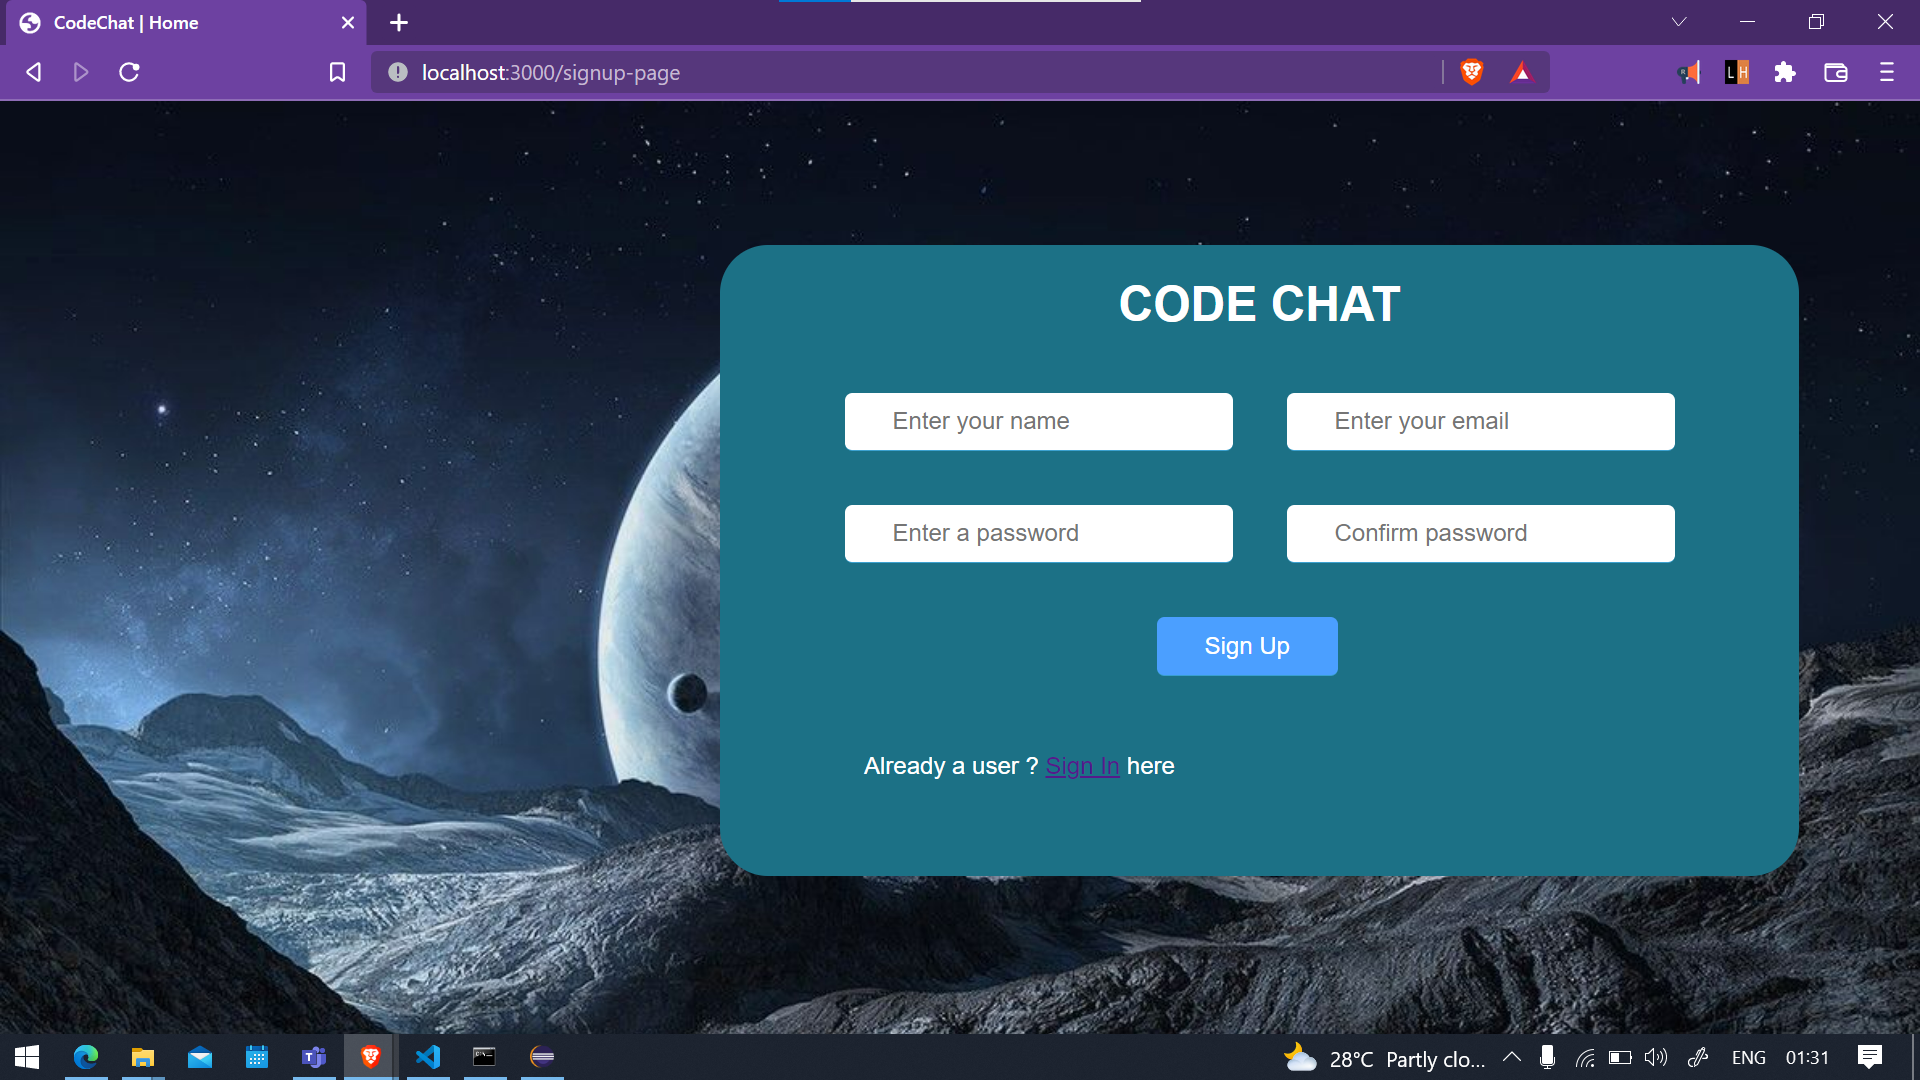 CodeChat | Home
localhost:3000/signup-page
L H
CODE CHAT
Enter your name
Enter your email
Enter a password
Confirm password
Sign Up
Already a user ? Sign In here
28°C Partly clo...
ENG
01:31